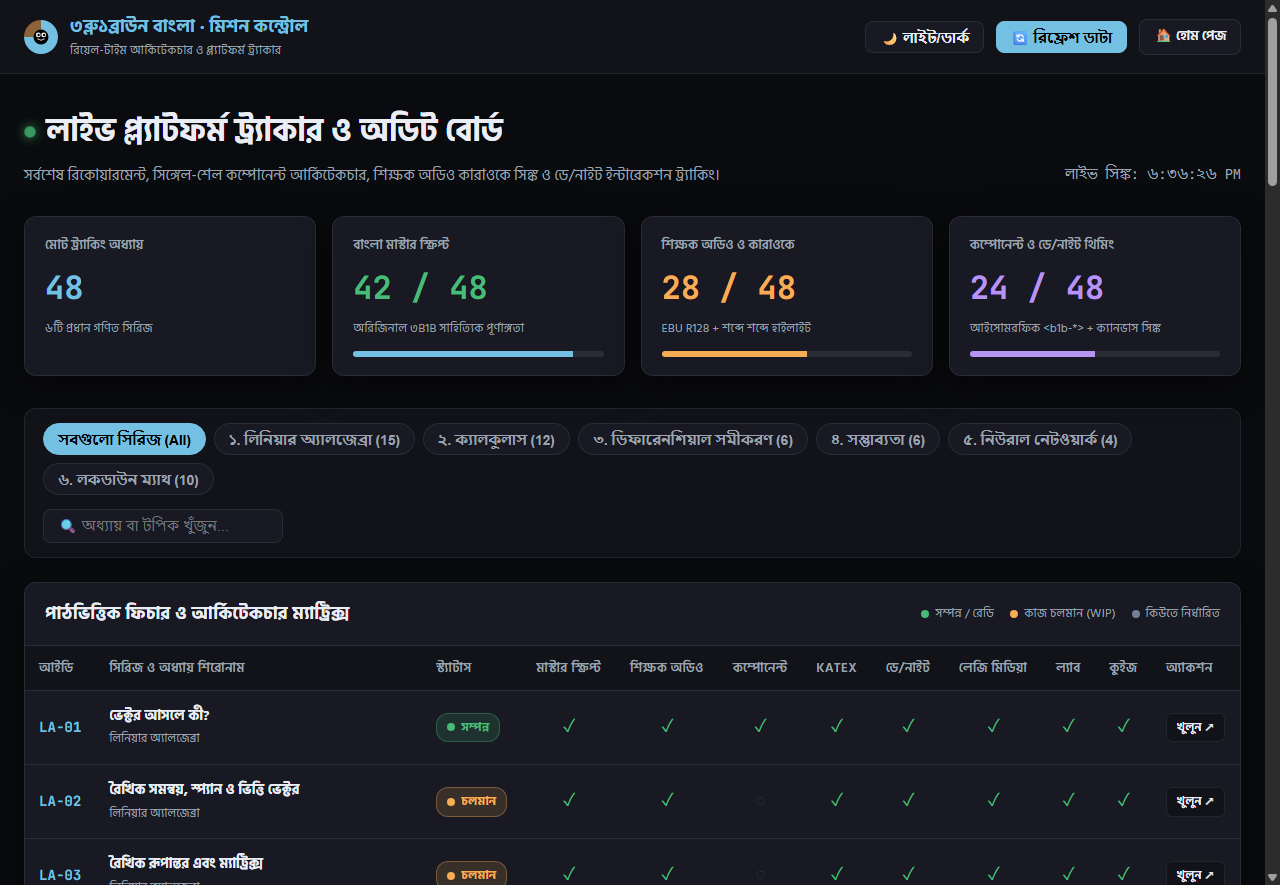 ৩ব্লু১ব্রাউন বাংলা · মিশন কন্ট্রোল
রিয়েল-টাইম আর্কিটেকচার ও প্ল্যাটফর্ম ট্র্যাকার
🌙 লাইট/ডার্ক
🔄 রিফ্রেশ ডাটা
🏠 হোম পেজ
লাইভ প্ল্যাটফর্ম ট্র্যাকার ও অডিট বোর্ড
সর্বশেষ রিকোয়ারমেন্ট, সিঙ্গেল-শেল কম্পোনেন্ট আর্কিটেকচার, শিক্ষক অডিও কারাওকে সিঙ্ক ও ডে/নাইট ইন্টারেকশন ট্র্যাকিং।
লাইভ সিঙ্ক: ৬:৩৬:২৬ PM
মোট ট্র্যাকিং অধ্যায়
48
৬টি প্রধান গণিত সিরিজ
বাংলা মাস্টার স্ক্রিপ্ট
42 / 48
অরিজিনাল ৩B1B সাহিত্যিক পূর্ণাঙ্গতা
শিক্ষক অডিও ও কারাওকে
28 / 48
EBU R128 + শব্দে শব্দে হাইলাইট
কম্পোনেন্ট ও ডে/নাইট থিমিং
24 / 48
আইসোমরফিক <b1b-*> + ক্যানভাস সিঙ্ক
সবগুলো সিরিজ (All)
১. লিনিয়ার অ্যালজেব্রা (15)
২. ক্যালকুলাস (12)
৩. ডিফারেনশিয়াল সমীকরণ (6)
৪. সম্ভাব্যতা (6)
৫. নিউরাল নেটওয়ার্ক (4)
৬. লকডাউন ম্যাথ (10)
🔍 অধ্যায় বা টপিক খুঁজুন...
পাঠভিত্তিক ফিচার ও আর্কিটেকচার ম্যাট্রিক্স
সম্পন্ন / রেডি
কাজ চলমান (WIP)
কিউতে নির্ধারিত
আইডি সিরিজ ও অধ্যায় শিরোনাম স্ট্যাটাস মাস্টার স্ক্রিপ্ট শিক্ষক অডিও কম্পোনেন্ট KATEX ডে/নাইট লেজি মিডিয়া ল্যাব কুইজ অ্যাকশন
LA-01 ভেক্টর আসলে কী? সম্পন্ন ✓ ✓ ✓ ✓ ✓ ✓ ✓ ✓ খুলুন ↗
লিনিয়ার অ্যালজেব্রা
LA-02 রৈখিক সমন্বয়, স্প্যান ও ভিত্তি ভেক্টর চলমান ✓ ✓ ○ ✓ ✓ ✓ ✓ ✓ খুলুন ↗
লিনিয়ার অ্যালজেব্রা
LA-03 রৈখিক রূপান্তর এবং ম্যাট্রিক্স চলমান ✓ ✓ ○ ✓ ✓ ✓ ✓ ✓ খুলুন ↗